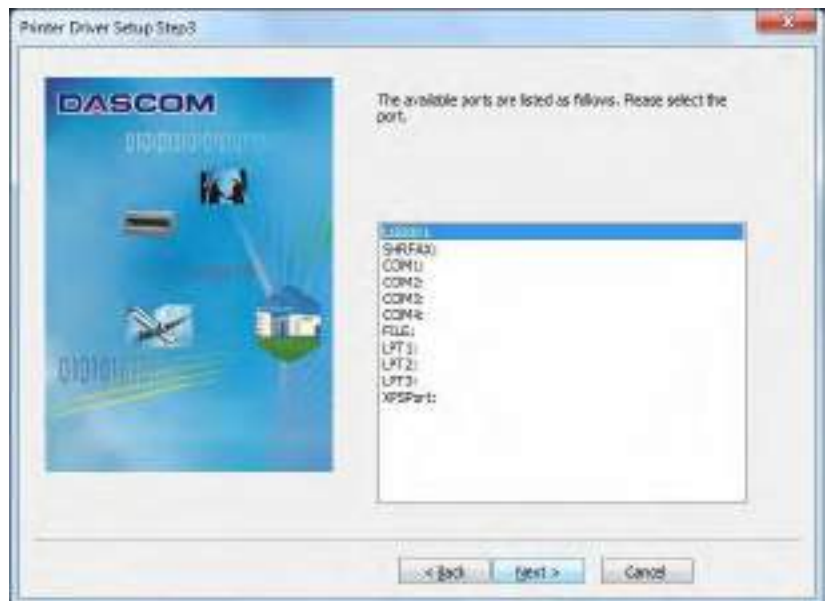 Printer Driver Setup Step3
DASCOM
The available ports are listed as follows. Please select the
port.
SHRFAX:
COM1:
COM2:
COM3:
COM4:
FILE:
LPT1:
LPT2:
LPT3:
XPSPort:
< Back
Next >
Cancel